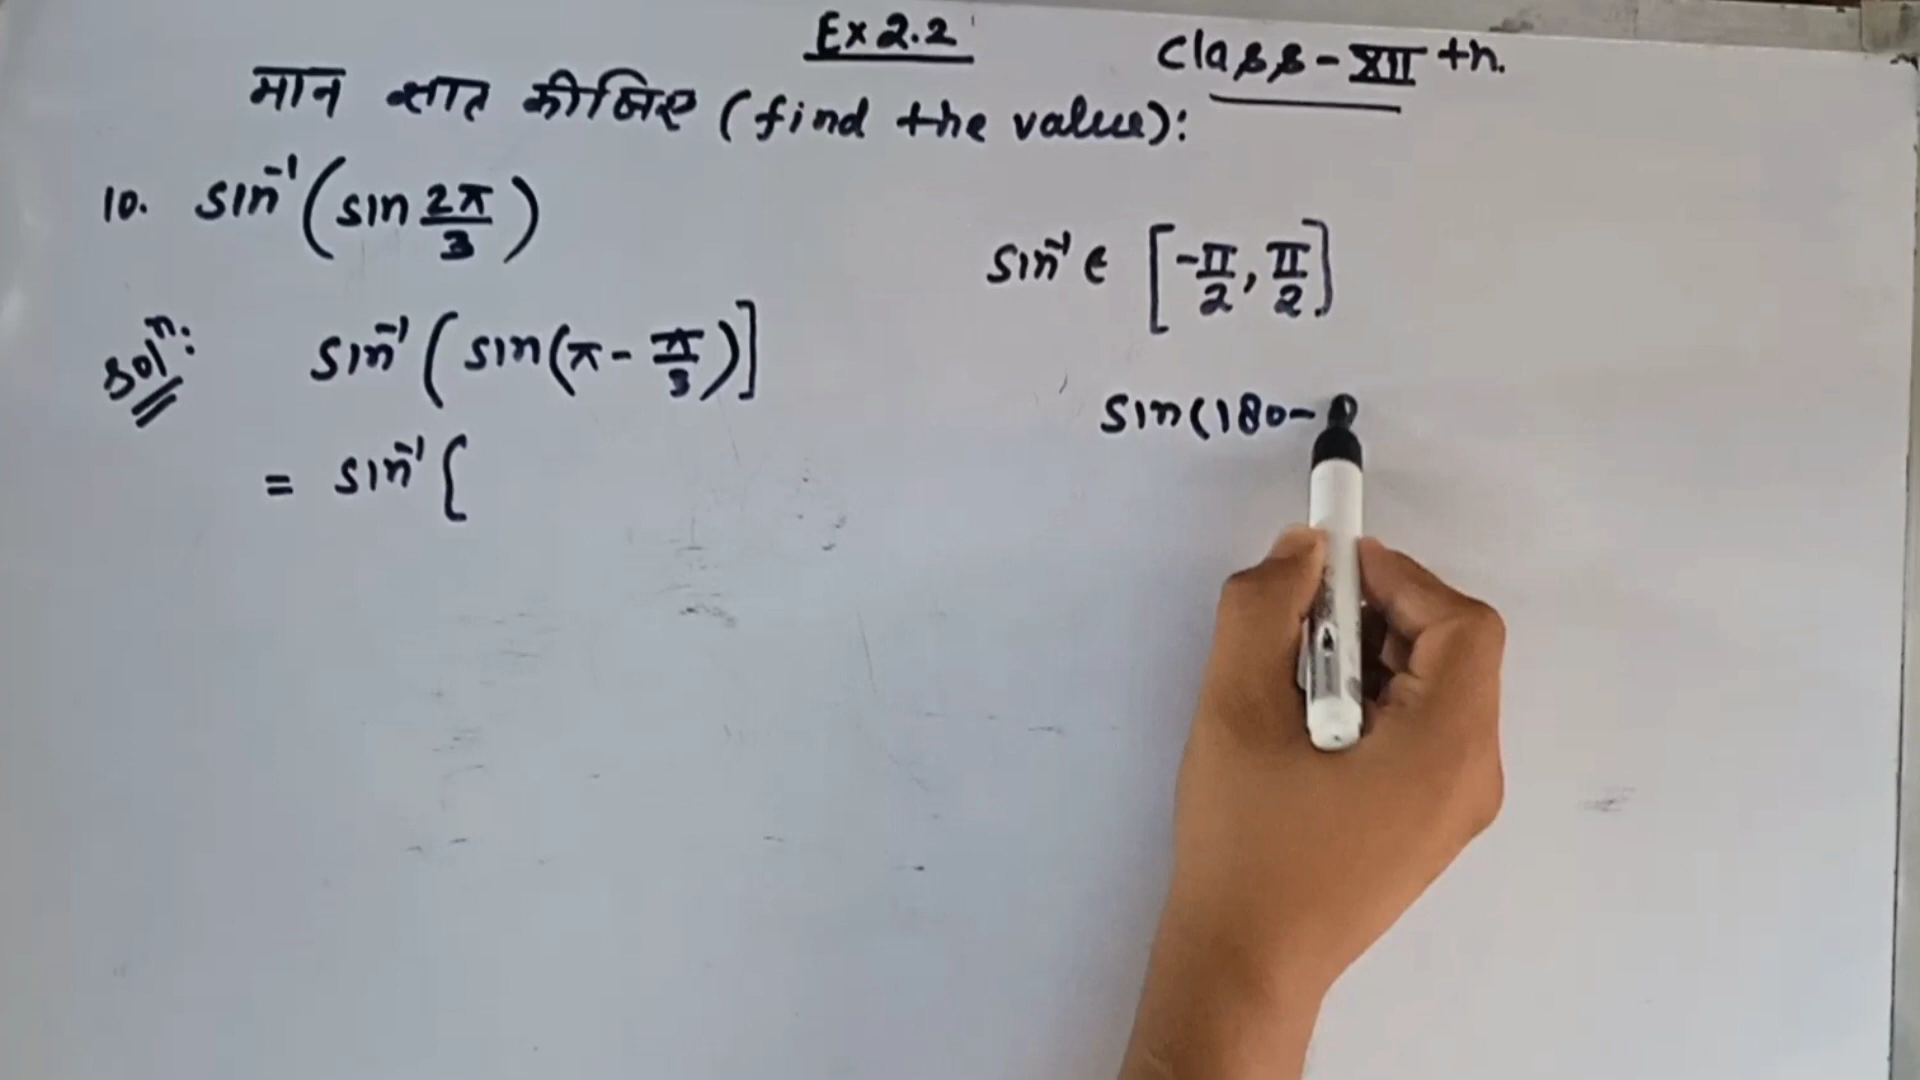 Ex 2.2
Class - XII th.
मान ज्ञात कीजिए (find the value):
10. sin⁻¹(sin 2π/3)
sin⁻¹ ∈ [-π/2, π/2]
Solⁿ: sin⁻¹(sin(π - π/3)]
sin(180-
= sin⁻¹{